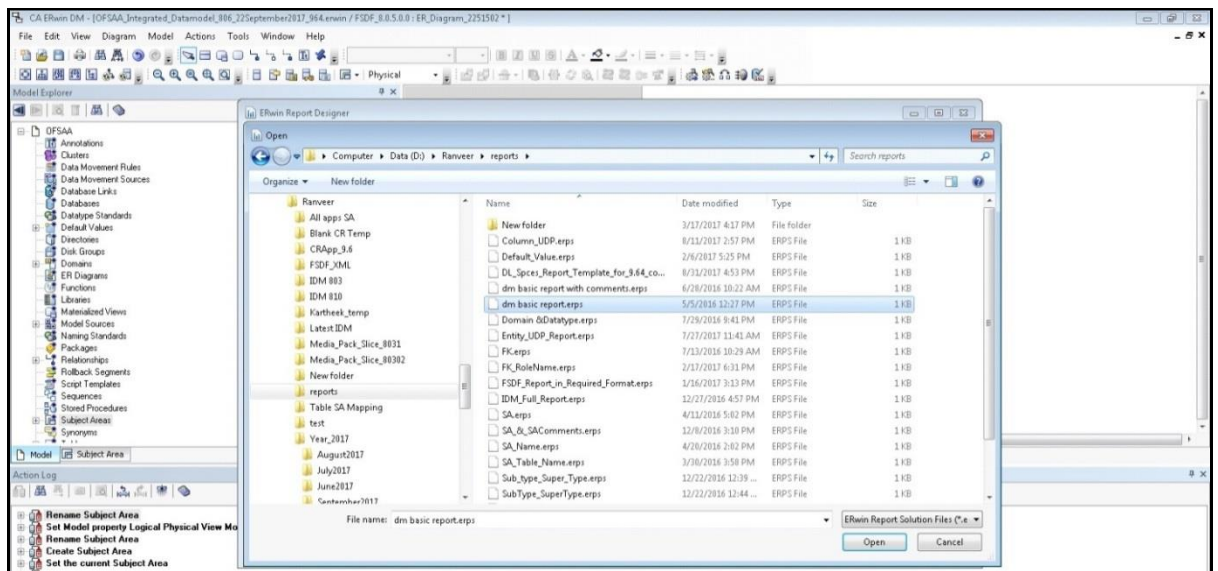 CA ERwin DM - [OFSAA_Integrated_Datamodel_806_22September2017_964.erwin / FSDF_8.0.5.0.0 : ER_Diagram_2251502 * ]
File Edit View Diagram Model Actions Tools Window Help
Physical
Model Explorer
OFSAA
Annotations
Clusters
Data Movement Rules
Data Movement Sources
Database Links
Databases
Datatype Standards
Default Values
Directories
Disk Groups
Domains
ER Diagrams
Functions
Libraries
Materialized Views
Model Sources
Naming Standards
Packages
Relationships
Rollback Segments
Script Templates
Sequences
Stored Procedures
Subject Areas
Synonyms
Model Subject Area
ERwin Report Designer
Open
Computer Data (D:) Ranveer reports
Search reports
Organize New folder
Ranveer
All apps SA
Blank CR Temp
CRApp_9.6
FSDF_XML
IDM 803
IDM 810
Kartheek_temp
Latest IDM
Media_Pack_Slice_8031
Media_Pack_Slice_80302
New folder
reports
Table SA Mapping
test
Year_2017
August2017
July2017
June2017
September2017
Name Date modified Type Size
New folder 3/17/2017 4:17 PM File folder
Column_UDP.erps 8/11/2017 2:57 PM ERPS File 1 KB
Default_Value.erps 2/6/2017 5:25 PM ERPS File 1 KB
DL_Spces_Report_Template_for_9.64_co... 8/31/2017 4:53 PM ERPS File 1 KB
dm basic report with comments.erps 6/28/2016 10:22 AM ERPS File 1 KB
dm basic report.erps 5/5/2016 12:27 PM ERPS File 1 KB
Domain &Datatype.erps 7/29/2016 9:41 PM ERPS File 1 KB
Entity_UDP_Report.erps 7/27/2017 11:41 AM ERPS File 1 KB
FK.erps 7/13/2016 10:29 AM ERPS File 1 KB
FK_RoleName.erps 2/17/2017 6:31 PM ERPS File 1 KB
FSDF_Report_in_Required_Format.erps 1/16/2017 3:13 PM ERPS File 1 KB
IDM_Full_Report.erps 12/27/2016 4:57 PM ERPS File 1 KB
SA.erps 4/11/2016 5:02 PM ERPS File 1 KB
SA_&_SAComments.erps 12/8/2016 3:10 PM ERPS File 1 KB
SA_Name.erps 4/20/2016 2:02 PM ERPS File 1 KB
SA_Table_Name.erps 3/30/2016 3:58 PM ERPS File 1 KB
Sub_type_Super_Type.erps 12/22/2016 12:39 ... ERPS File 1 KB
SubType_SuperType.erps 12/22/2016 12:44 ... ERPS File 1 KB
File name: dm basic report.erps
ERwin Report Solution Files (*.e
Open Cancel
Action Log
Rename Subject Area
Set Model property Logical Physical View Mo
Rename Subject Area
Create Subject Area
Set the current Subject Area